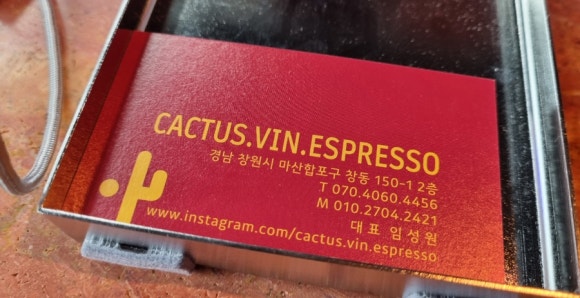 CACTUS.VIN.ESPRESSO
경남 창원시 마산합포구 창동 150-1 2층
T 070.4060.4456
M 010.2704.2421
대표 임성원
www.instagram.com/cactus.vin.espresso